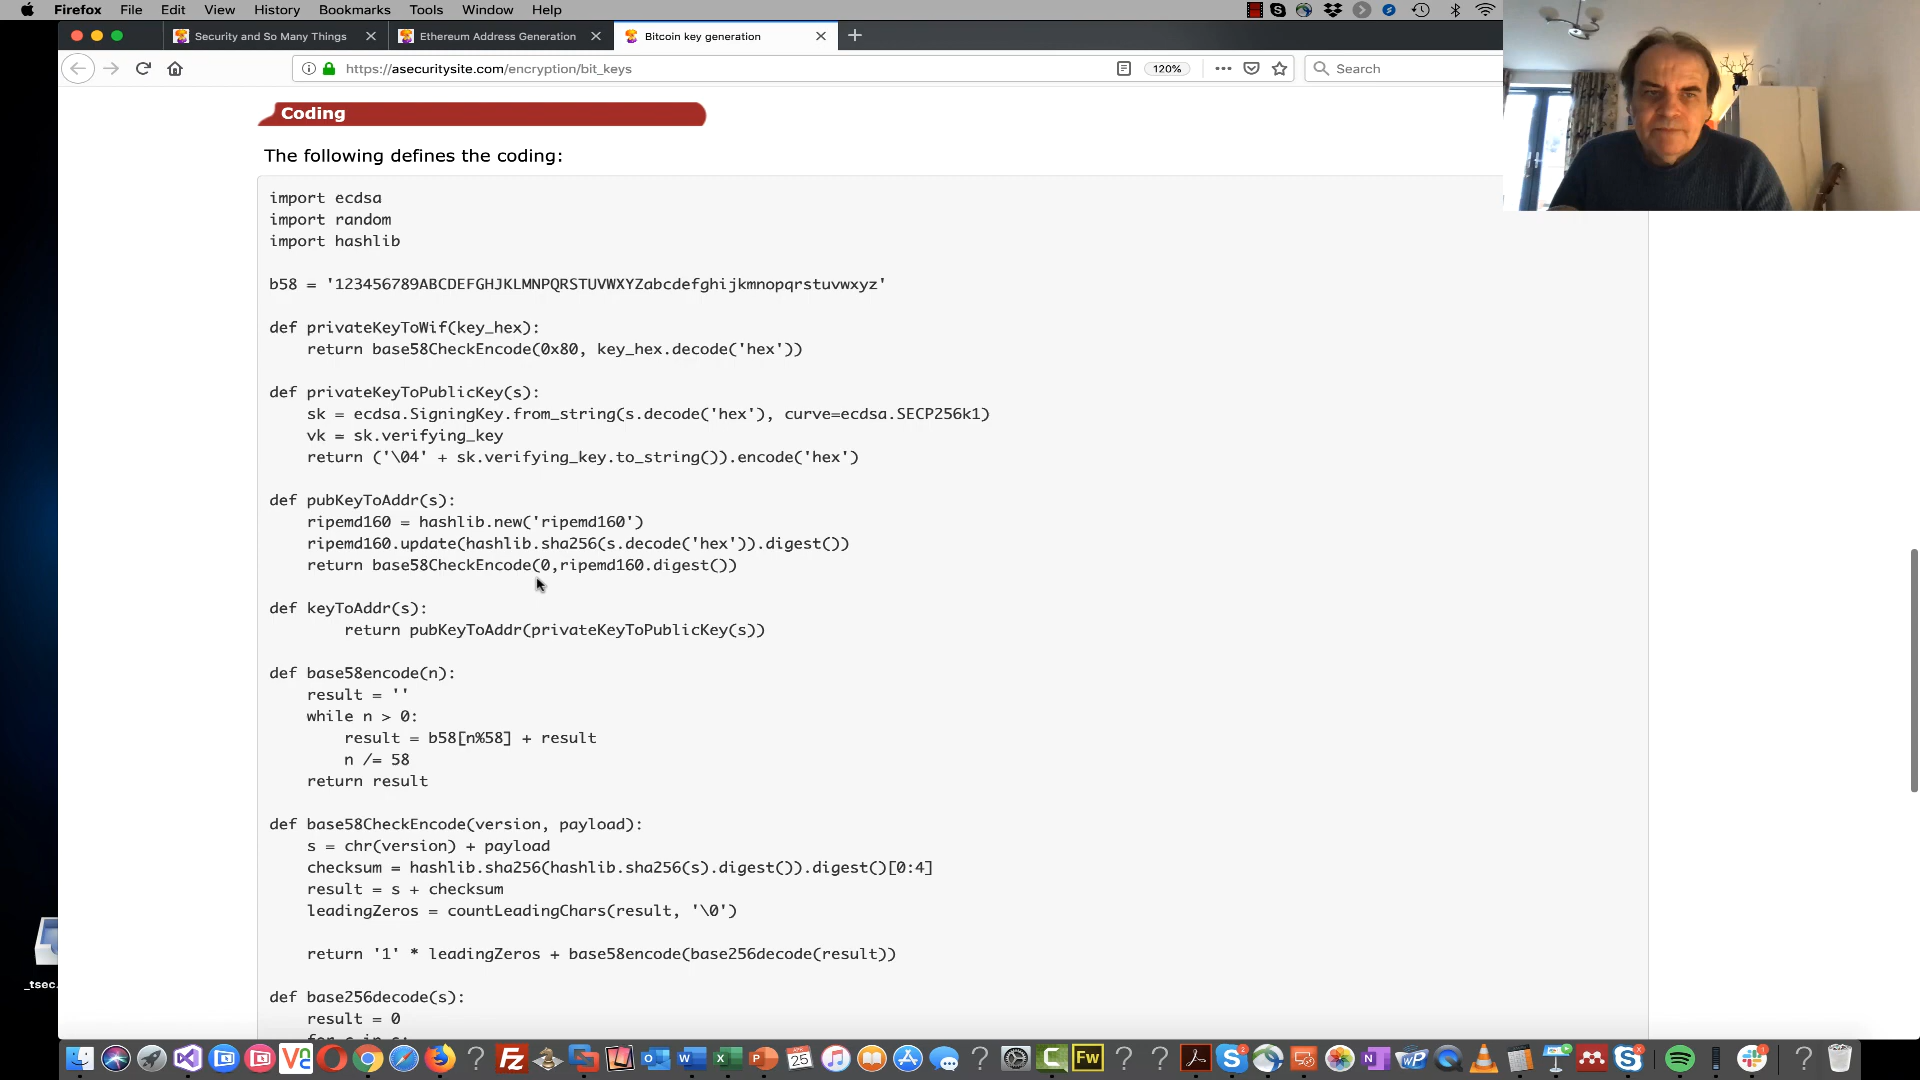 Firefox File Edit View History Bookmarks Tools Window Help
Security and So Many Things
Ethereum Address Generation
Bitcoin key generation
https://asecuritysite.com/encryption/bit_keys
120%
Search
Coding
The following defines the coding:
import ecdsa
import random
import hashlib
b58 = '123456789ABCDEFGHJKLMNPQRSTUVWXYZabcdefghijkmnopqrstuvwxyz'
def privateKeyToWif(key_hex):
    return base58CheckEncode(0x80, key_hex.decode('hex'))
def privateKeyToPublicKey(s):
    sk = ecdsa.SigningKey.from_string(s.decode('hex'), curve=ecdsa.SECP256k1)
    vk = sk.verifying_key
    return ('\04' + sk.verifying_key.to_string()).encode('hex')
def pubKeyToAddr(s):
    ripemd160 = hashlib.new('ripemd160')
    ripemd160.update(hashlib.sha256(s.decode('hex')).digest())
    return base58CheckEncode(0,ripemd160.digest())
def keyToAddr(s):
        return pubKeyToAddr(privateKeyToPublicKey(s))
def base58encode(n):
    result = ''
    while n > 0:
        result = b58[n%58] + result
        n /= 58
    return result
def base58CheckEncode(version, payload):
    s = chr(version) + payload
    checksum = hashlib.sha256(hashlib.sha256(s).digest()).digest()[0:4]
    result = s + checksum
    leadingZeros = countLeadingChars(result, '\0')
    return '1' * leadingZeros + base58encode(base256decode(result))
def base256decode(s):
    result = 0
_tsec.